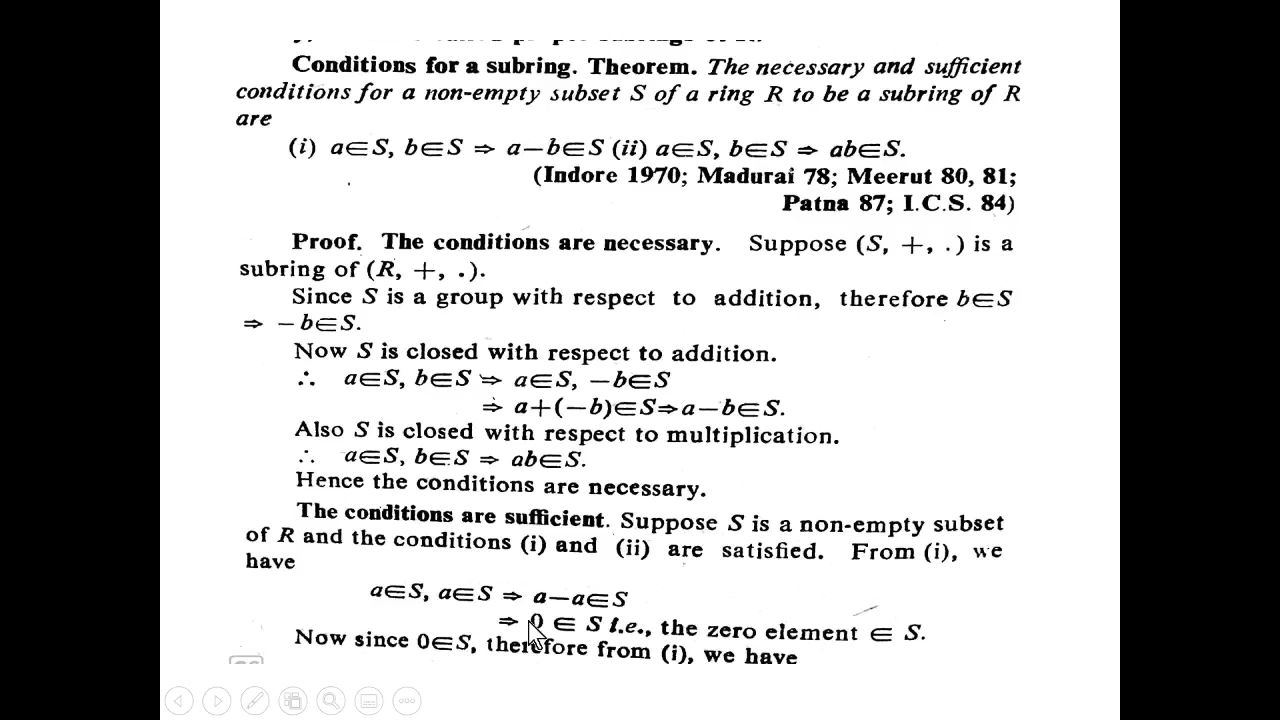 Conditions for a subring. Theorem. The necessary and sufficient
conditions for a non-empty subset S of a ring R to be a subring of R
are
(i) a∈S, b∈S ⇒ a−b∈S (ii) a∈S, b∈S ⇒ ab∈S.
(Indore 1970; Madurai 78; Meerut 80, 81;
Patna 87; I.C.S. 84)
Proof. The conditions are necessary. Suppose (S, +, .) is a
subring of (R, +, .).
Since S is a group with respect to addition, therefore b∈S
⇒ −b∈S.
Now S is closed with respect to addition.
∴ a∈S, b∈S ⇒ a∈S, −b∈S
⇒ a+(−b)∈S⇒a−b∈S.
Also S is closed with respect to multiplication.
∴ a∈S, b∈S ⇒ ab∈S.
Hence the conditions are necessary.
The conditions are sufficient. Suppose S is a non-empty subset
of R and the conditions (i) and (ii) are satisfied. From (i), we
have
a∈S, a∈S ⇒ a−a∈S
⇒ 0 ∈ S i.e., the zero element ∈ S.
Now since 0∈S, therefore from (i), we have